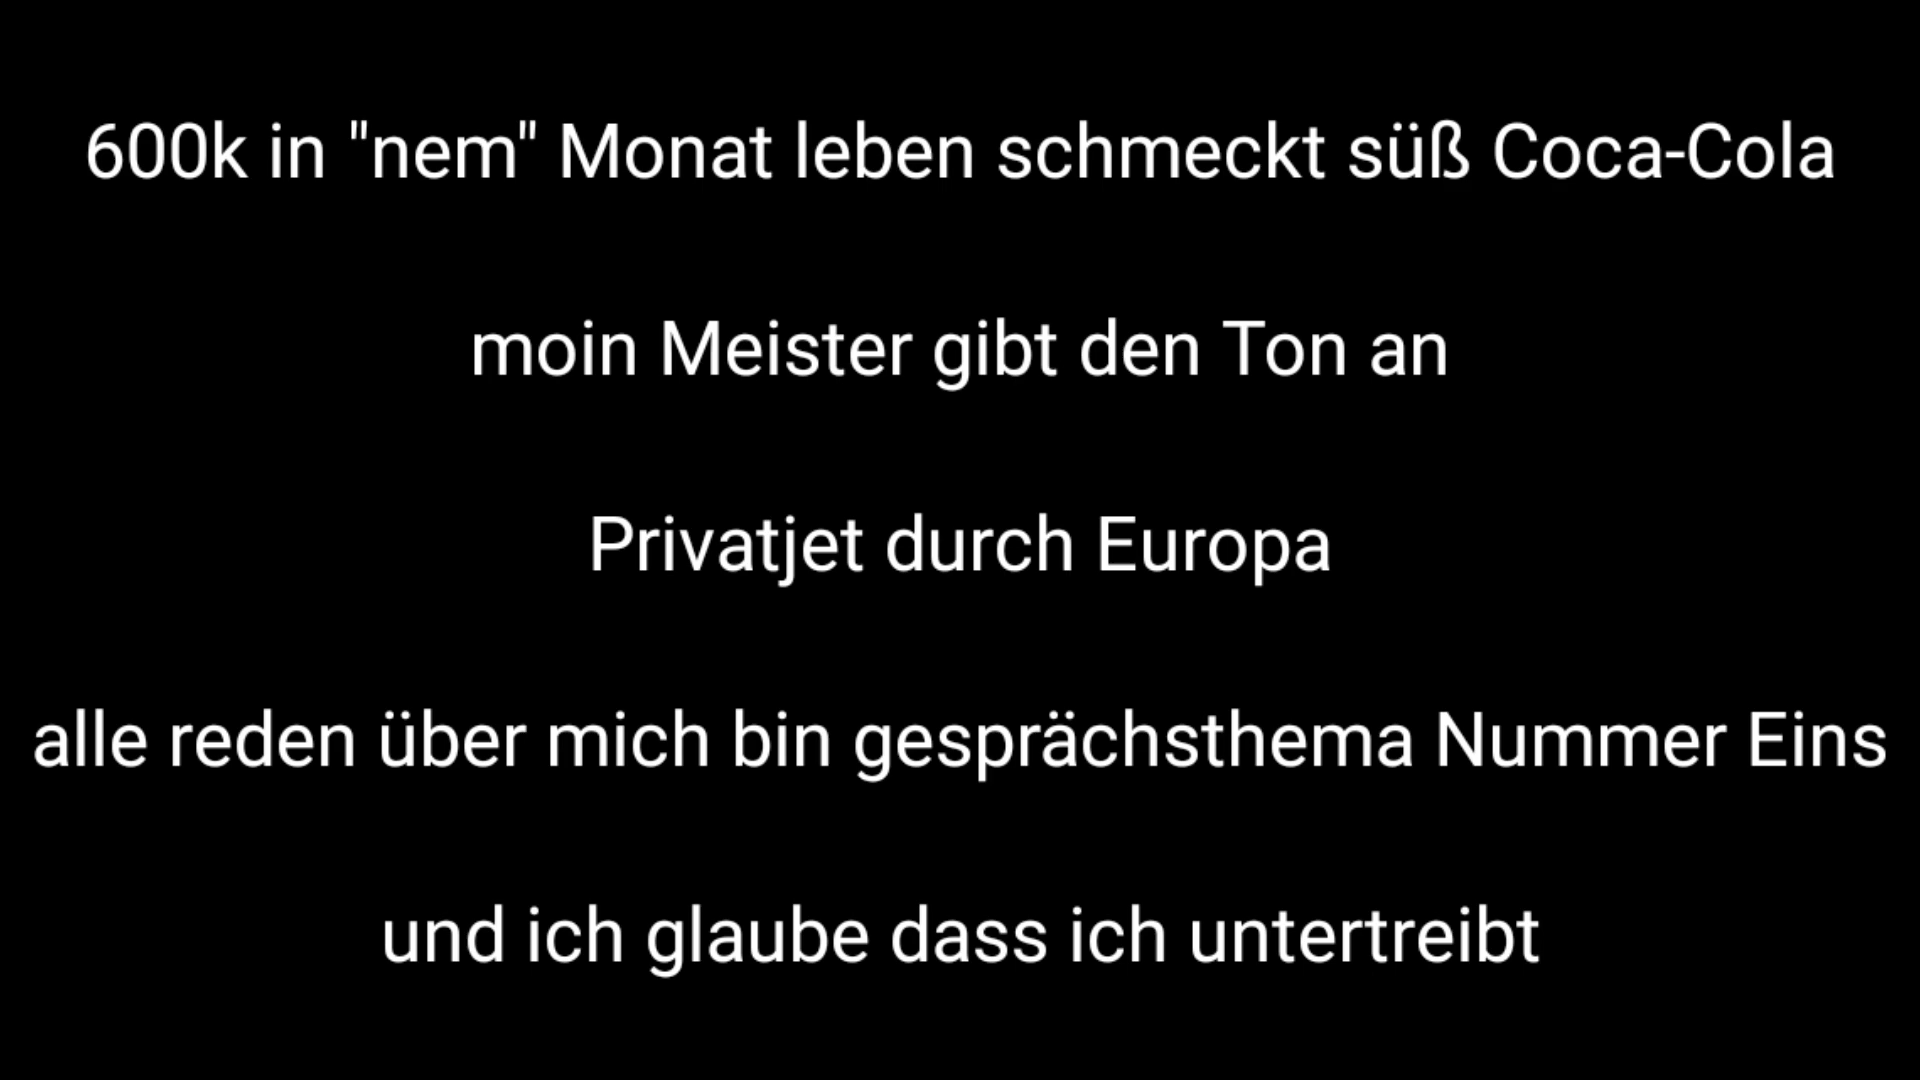 600k in "nem" Monat leben schmeckt süß Coca-Cola
moin Meister gibt den Ton an
Privatjet durch Europa
alle reden über mich bin gesprächsthema Nummer Eins
und ich glaube dass ich untertreibt